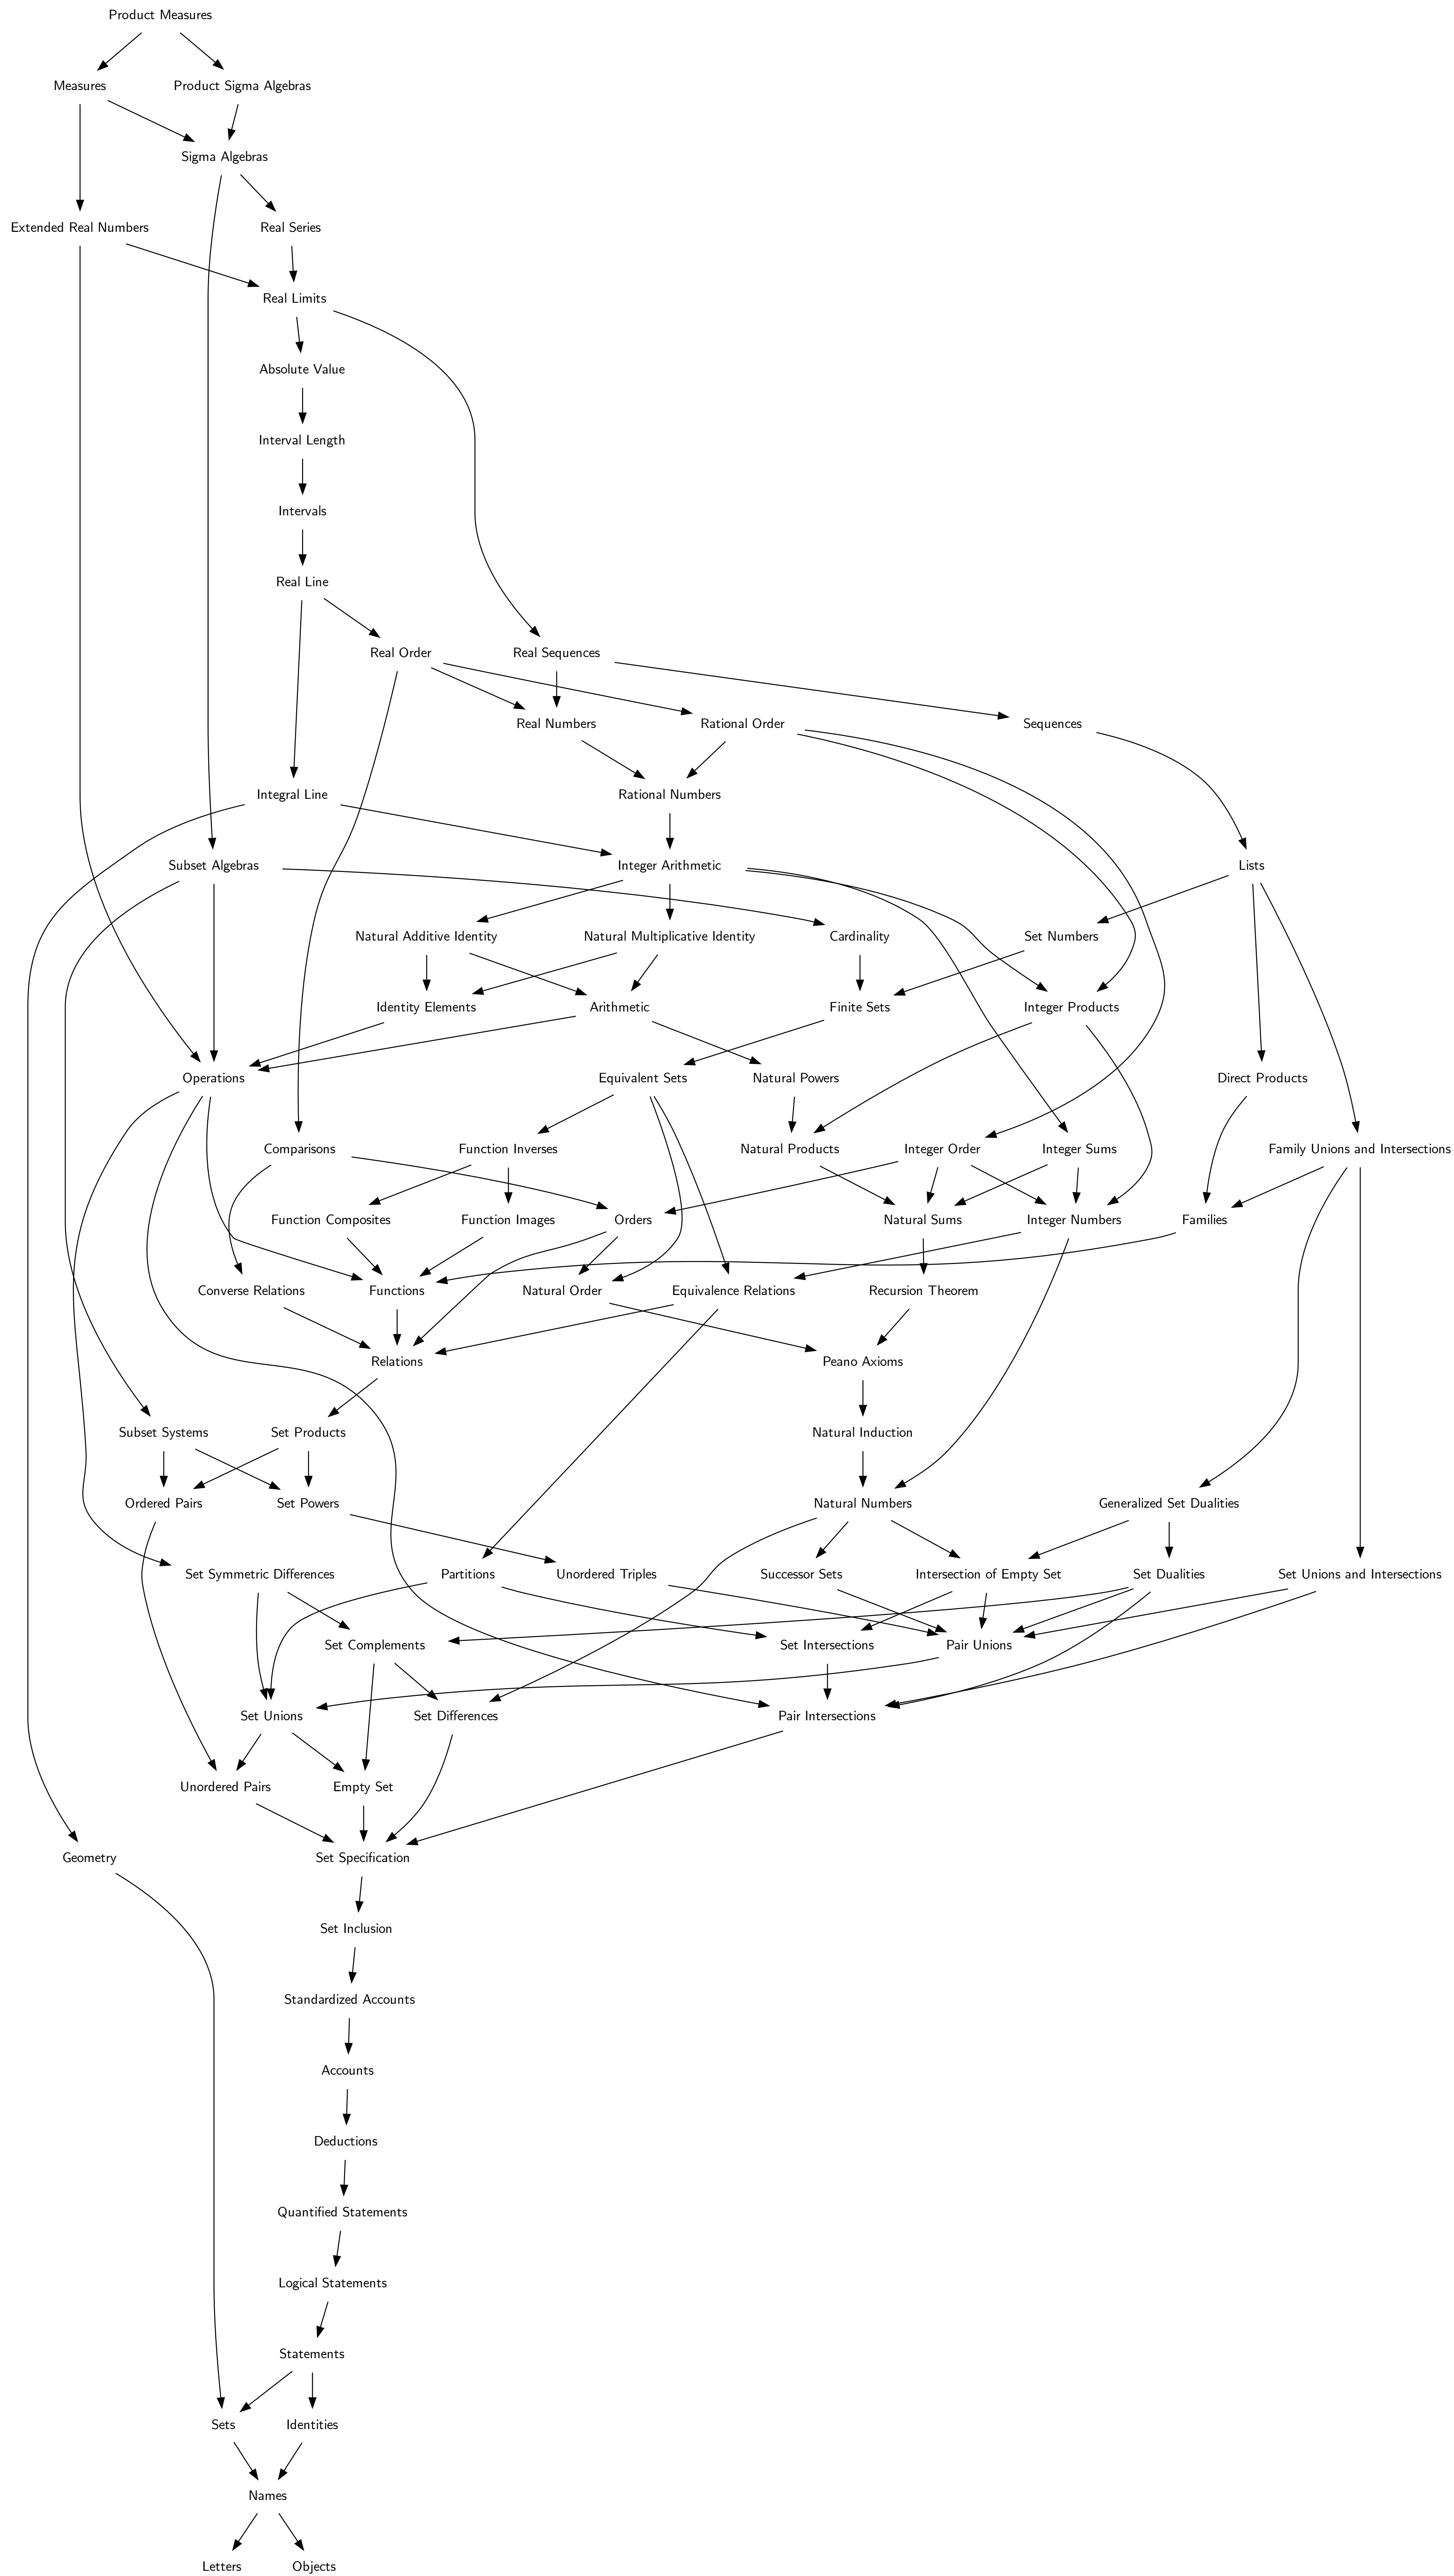 Product Measures
Measures
Product Sigma Algebras
Sigma Algebras
Extended Real Numbers
Real Series
Real Limits
Absolute Value
Interval Length
Intervals
Real Line
Real Order
Real Sequences
Real Numbers
Rational Order
Sequences
Integral Line
Rational Numbers
Subset Algebras
Integer Arithmetic
Lists
Natural Additive Identity
Natural Multiplicative Identity
Cardinality
Set Numbers
Identity Elements
Arithmetic
Finite Sets
Integer Products
Operations
Equivalent Sets
Natural Powers
Direct Products
Comparisons
Function Inverses
Natural Products
Integer Order
Integer Sums
Family Unions and Intersections
Function Composites
Function Images
Orders
Natural Sums
Integer Numbers
Families
Converse Relations
Functions
Natural Order
Equivalence Relations
Recursion Theorem
Relations
Peano Axioms
Subset Systems
Set Products
Natural Induction
Ordered Pairs
Set Powers
Natural Numbers
Generalized Set Dualities
Set Symmetric Differences
Partitions
Unordered Triples
Successor Sets
Intersection of Empty Set
Set Dualities
Set Unions and Intersections
Set Complements
Set Intersections
Pair Unions
Set Unions
Set Differences
Pair Intersections
Unordered Pairs
Empty Set
Geometry
Set Specification
Set Inclusion
Standardized Accounts
Accounts
Deductions
Quantified Statements
Logical Statements
Statements
Sets
Identities
Names
Letters
Objects